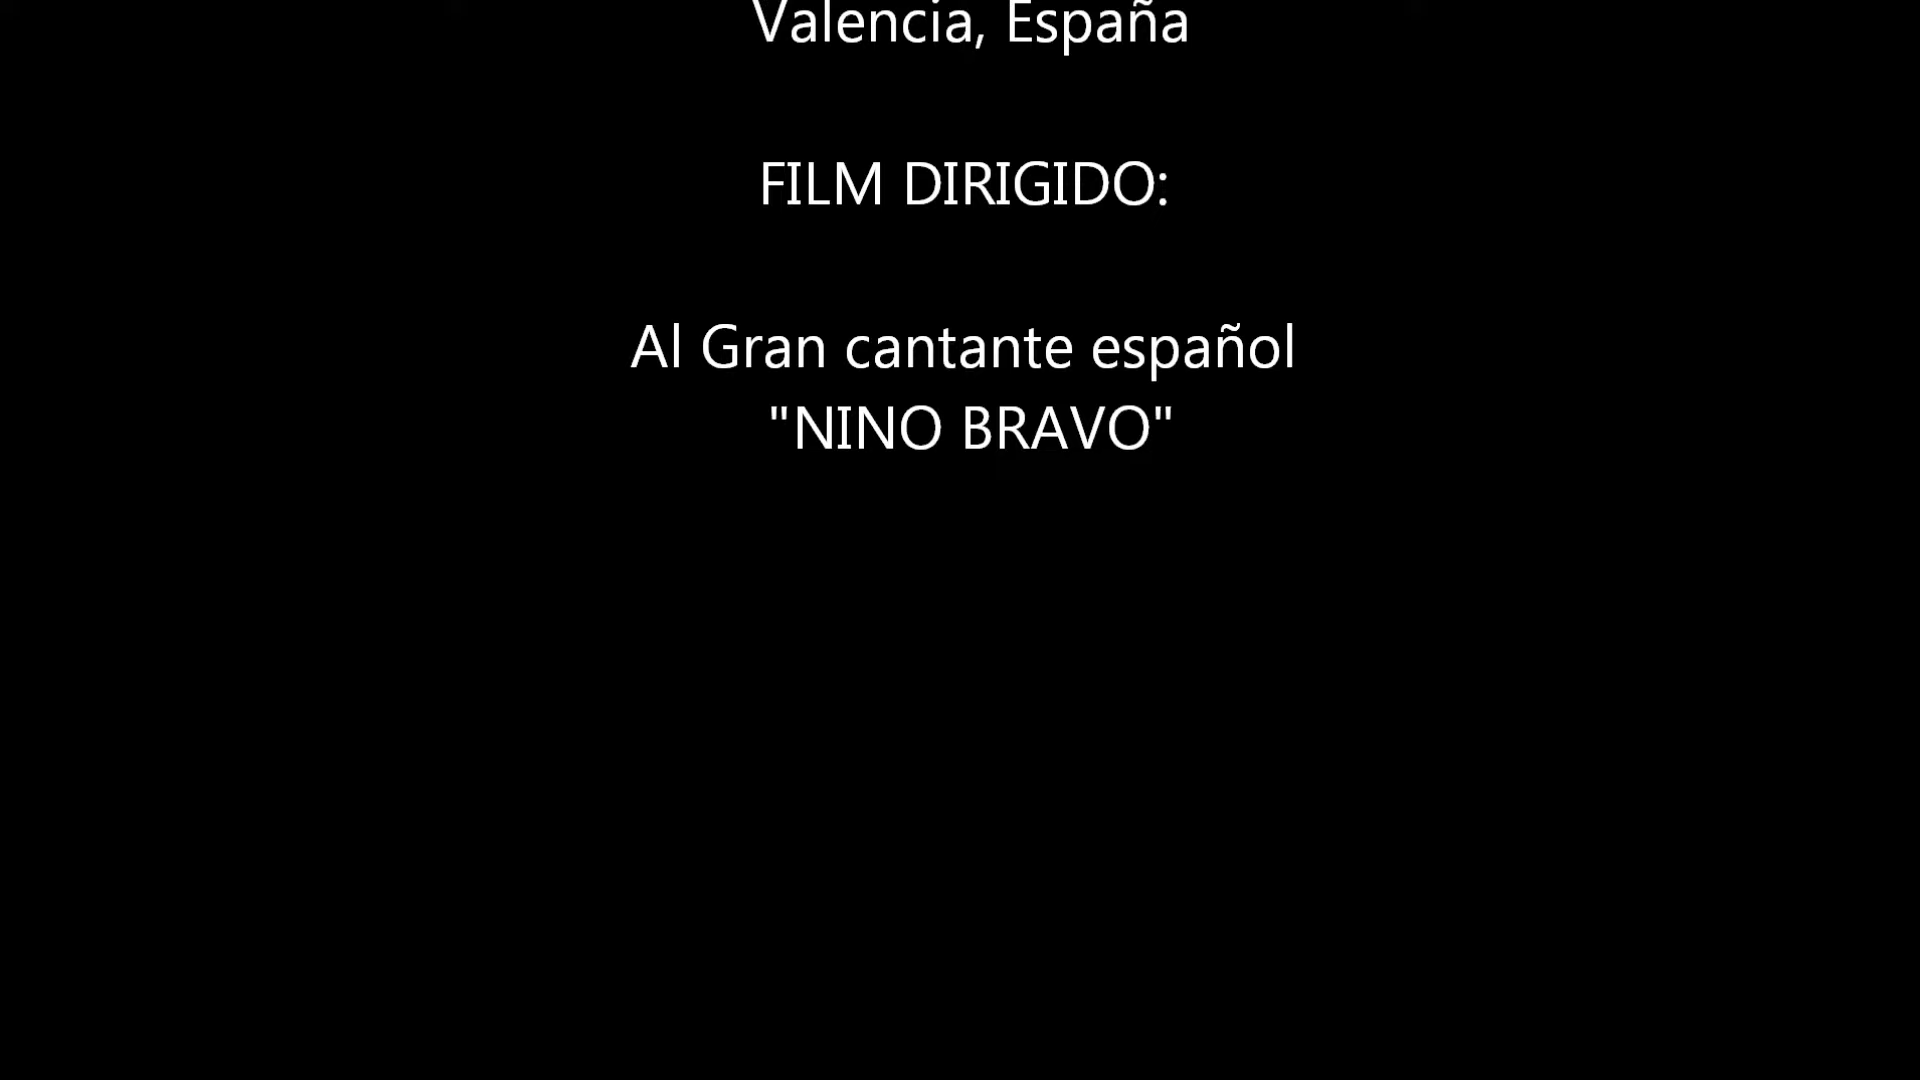 Valencia, España
FILM DIRIGIDO:
Al Gran cantante español
"NINO BRAVO"